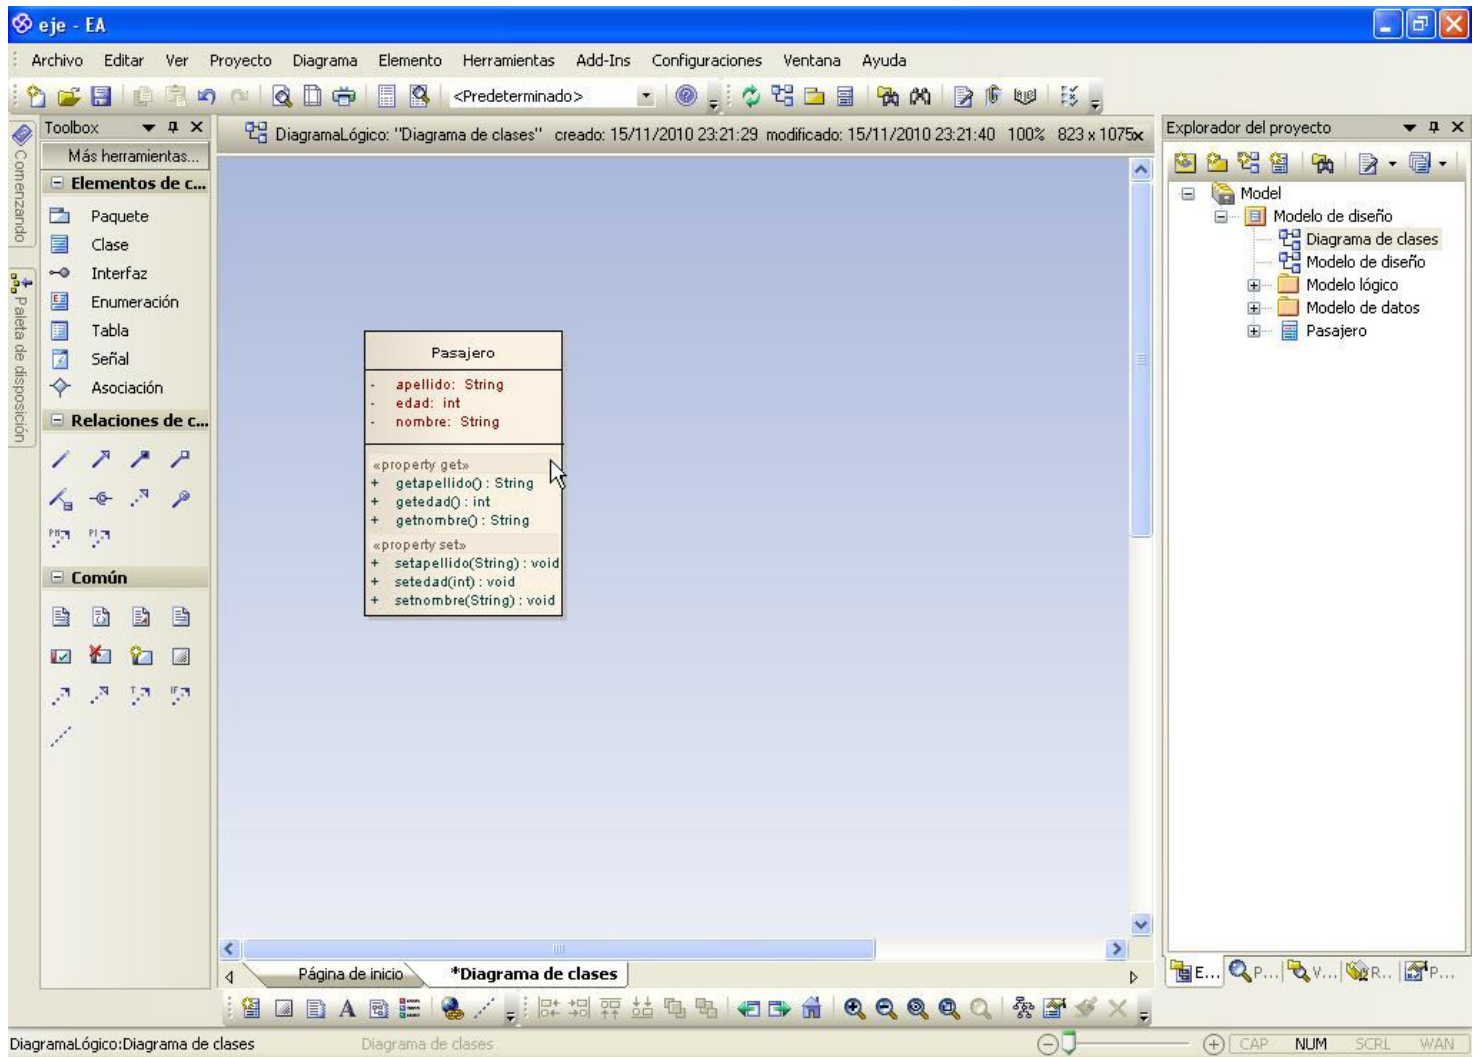 eje - EA
Archivo Editar Ver Proyecto Diagrama Elemento Herramientas Add-Ins Configuraciones Ventana Ayuda
<Predeterminado>
Comenzando
Paleta de disposición
Toolbox
Más herramientas...
Elementos de c...
Paquete
Clase
Interfaz
Enumeración
Tabla
Señal
Asociación
Relaciones de c...
Común
DiagramaLógico: "Diagrama de clases" creado: 15/11/2010 23:21:29 modificado: 15/11/2010 23:21:40 100% 823 x 1075
Pasajero
- apellido: String
- edad: int
- nombre: String
«property get»
+ getapellido() : String
+ getedad() : int
+ getnombre() : String
«property set»
+ setapellido(String) : void
+ setedad(int) : void
+ setnombre(String) : void
Explorador del proyecto
Model
Modelo de diseño
Diagrama de clases
Modelo de diseño
Modelo lógico
Modelo de datos
Pasajero
Página de inicio *Diagrama de clases
E... P... V... R.. P...
DiagramaLógico:Diagrama de clases Diagrama de clases CAP NUM SCRL WAN